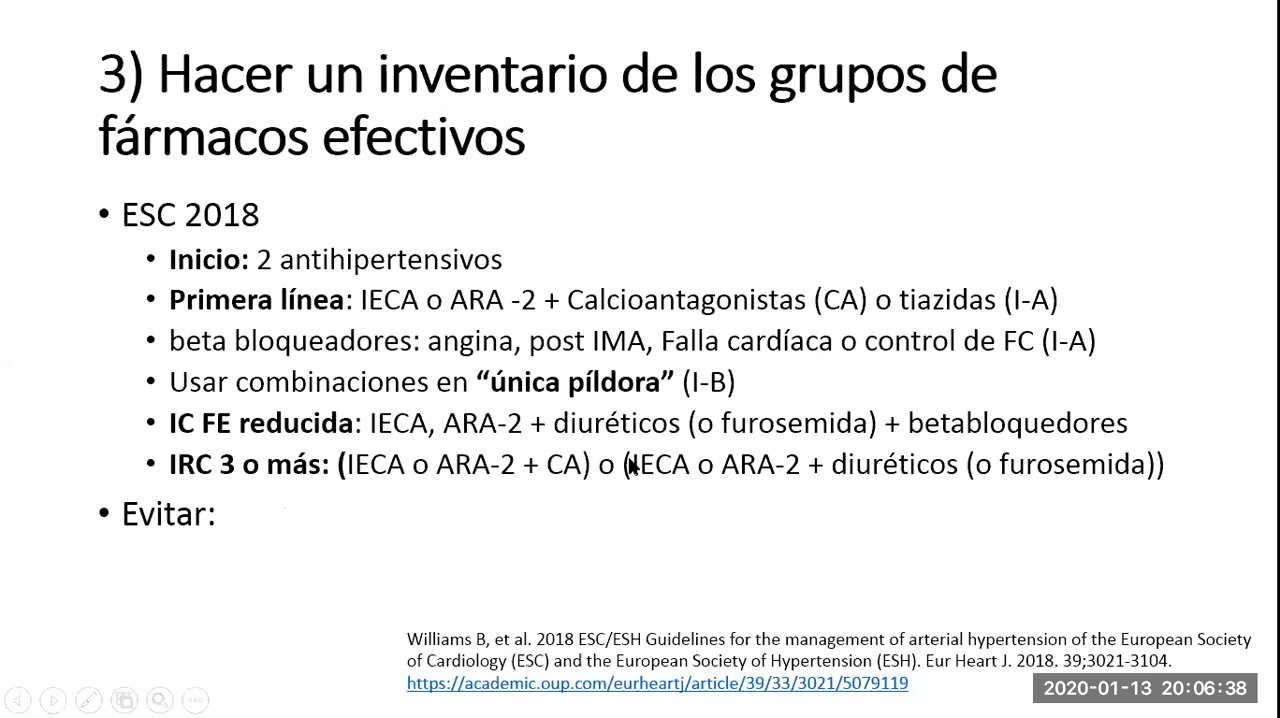 3) Hacer un inventario de los grupos de
fármacos efectivos
• ESC 2018
• Inicio: 2 antihipertensivos
• Primera línea: IECA o ARA -2 + Calcioantagonistas (CA) o tiazidas (I-A)
• beta bloqueadores: angina, post IMA, Falla cardíaca o control de FC (I-A)
• Usar combinaciones en “única píldora” (I-B)
• IC FE reducida: IECA, ARA-2 + diuréticos (o furosemida) + betabloquedores
• IRC 3 o más: (IECA o ARA-2 + CA) o (IECA o ARA-2 + diuréticos (o furosemida))
• Evitar:
Williams B, et al. 2018 ESC/ESH Guidelines for the management of arterial hypertension of the European Society
of Cardiology (ESC) and the European Society of Hypertension (ESH). Eur Heart J. 2018. 39;3021-3104.
https://academic.oup.com/eurheartj/article/39/33/3021/5079119
2020-01-13 20:06:38